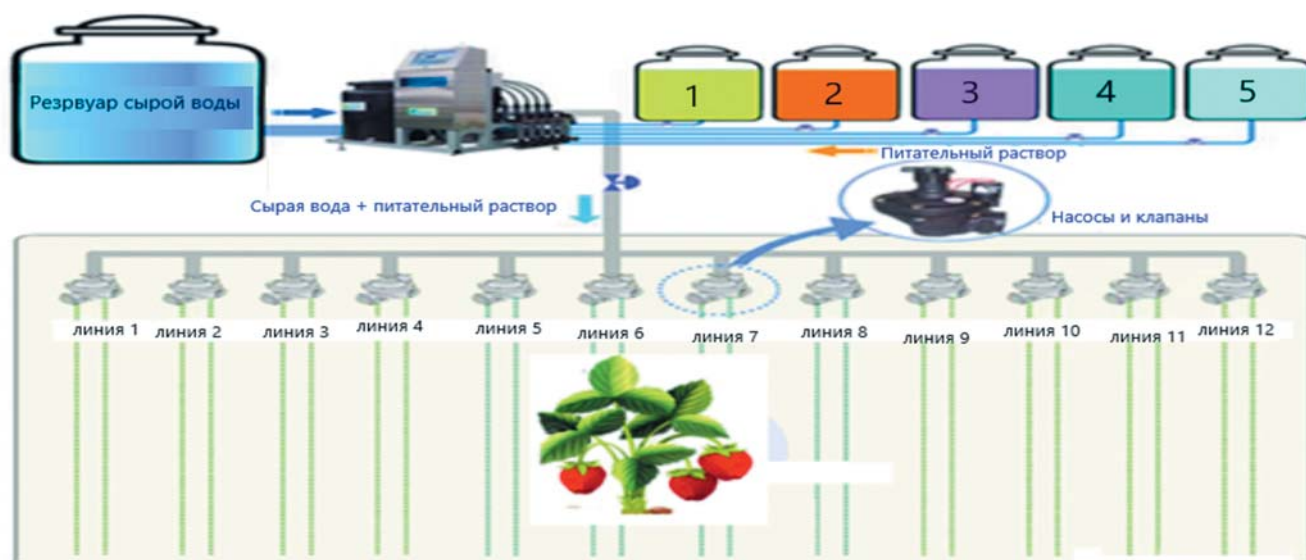 Резрвуар сырой воды
1
2
3
4
5
Питательный раствор
Сырая вода + питательный раствор
Насосы и клапаны
линия 1
линия 2
линия 3
линия 4
линия 5
линия 6
линия 7
линия 8
линия 9
линия 10
линия 11
линия 12